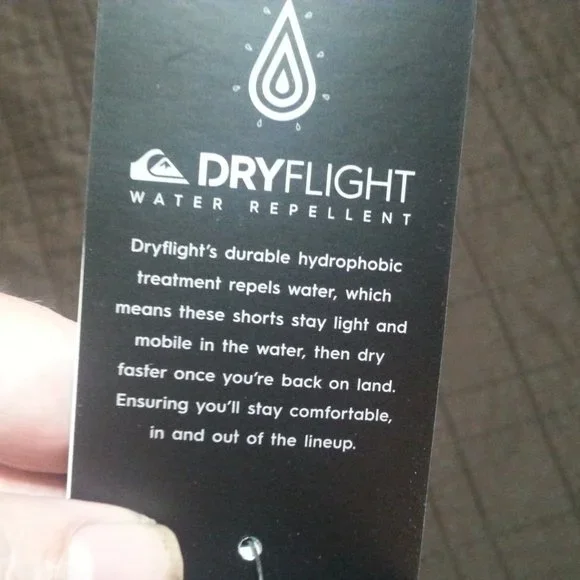 DRYFLIGHT
WATER REPELLENT
Dryflight's durable hydrophobic
treatment repels water, which
means these shorts stay light and
mobile in the water, then dry
faster once you're back on land.
Ensuring you'll stay comfortable,
in and out of the lineup.